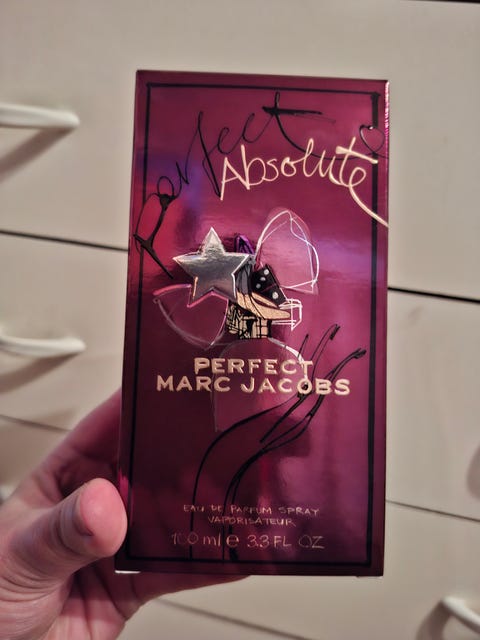 Perfect
Absolute
PERFECT
MARC JACOBS
EAU DE PARFUM SPRAY
VAPORISATEUR
100 ml e 3.3 FL OZ